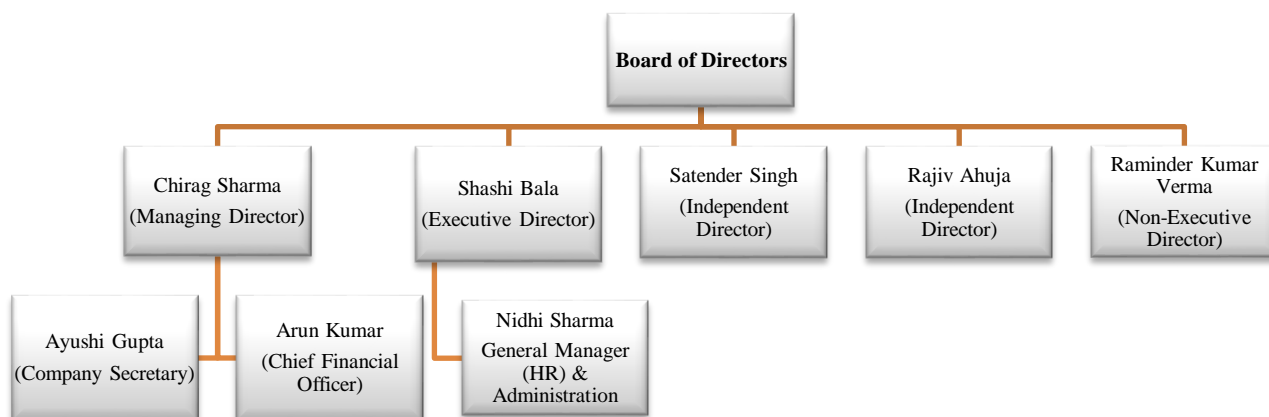 Board of Directors
Chirag Sharma
(Managing Director)
Shashi Bala
(Executive Director)
Satender Singh
(Independent
Director)
Rajiv Ahuja
(Independent
Director)
Raminder Kumar
Verma
(Non-Executive
Director)
Ayushi Gupta
(Company Secretary)
Arun Kumar
(Chief Financial
Officer)
Nidhi Sharma
General Manager
(HR) &
Administration